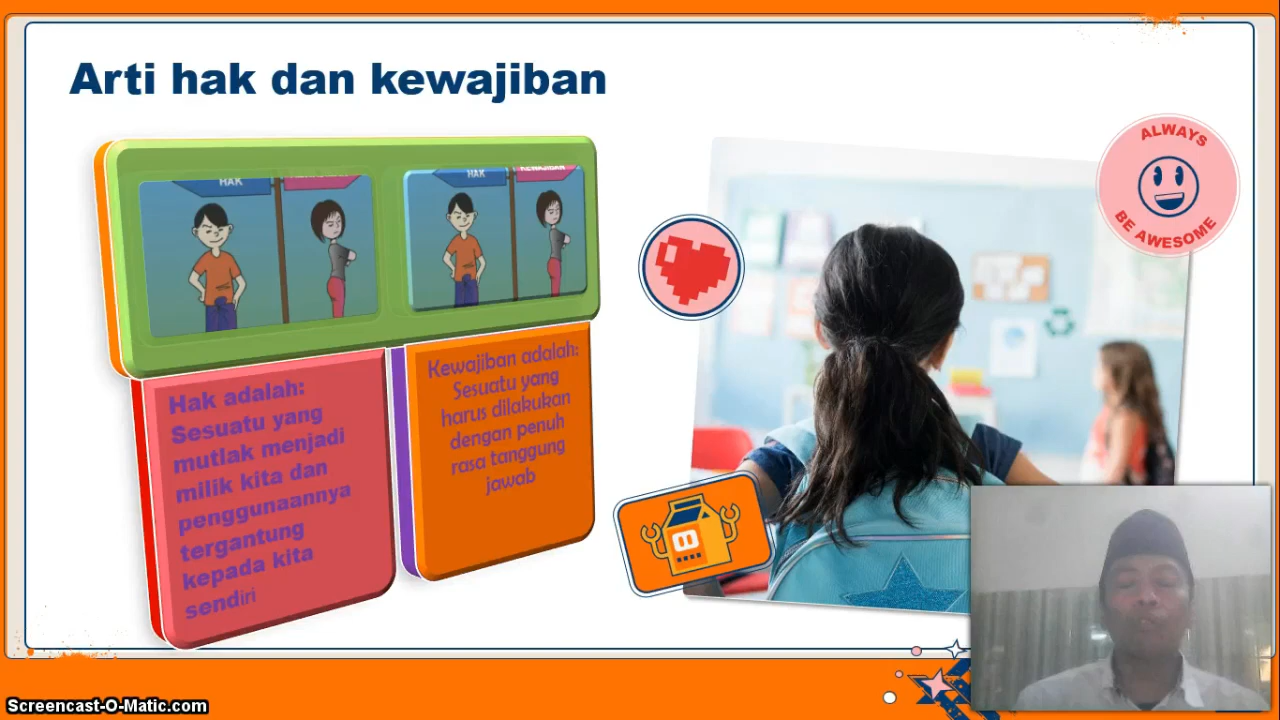 Arti hak dan kewajiban
HAK
HAK
KEWAJIBAN
Hak adalah:
Sesuatu yang
mutlak menjadi
milik kita dan
penggunaannya
tergantung
kepada kita
sendiri
Kewajiban adalah:
Sesuatu yang
harus dilakukan
dengan penuh
rasa tanggung
jawab
ALWAYS
BE AWESOME
Screencast-O-Matic.com